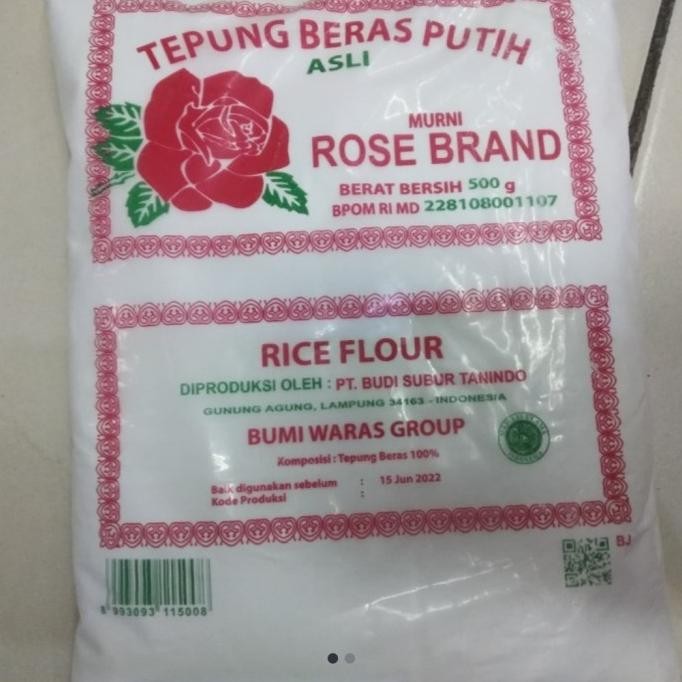 TEPUNG BERAS PUTIH
ASLI
MURNI
ROSE BRAND
BERAT BERSIH 500 g
BPOM RI MD 228108001107
RICE FLOUR
DIPRODUKSI OLEH : PT. BUDI SUBUR TANINDO
GUNUNG AGUNG, LAMPUNG 34163 - INDONESIA
BUMI WARAS GROUP
Komposisi : Tepung Beras 100%
Baik digunakan sebelum : 15 Jun 2022
Kode Produksi :
BJ
8 993093 115008